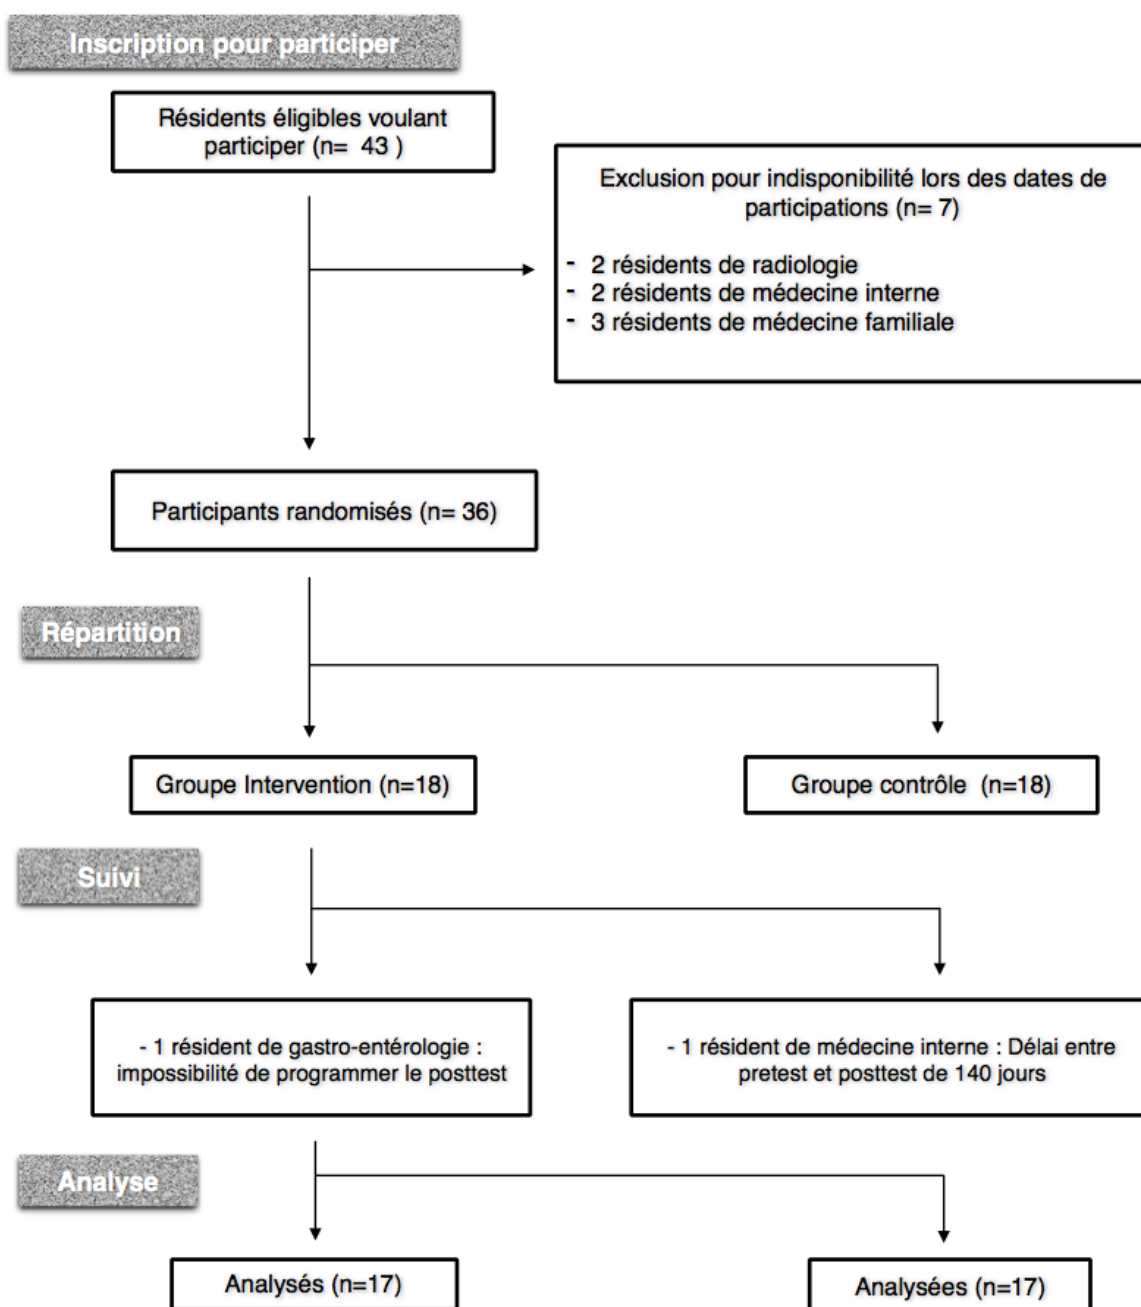 Inscription pour participer
Résidents éligibles voulant
participer (n= 43 )
Exclusion pour indisponibilité lors des dates de
participations (n= 7)
- 2 résidents de radiologie
- 2 résidents de médecine interne
- 3 résidents de médecine familiale
Participants randomisés (n= 36)
Répartition
Groupe Intervention (n=18)
Groupe contrôle (n=18)
Suivi
- 1 résident de gastro-entérologie :
impossibilité de programmer le posttest
- 1 résident de médecine interne : Délai entre
pretest et posttest de 140 jours
Analyse
Analysés (n=17)
Analysées (n=17)